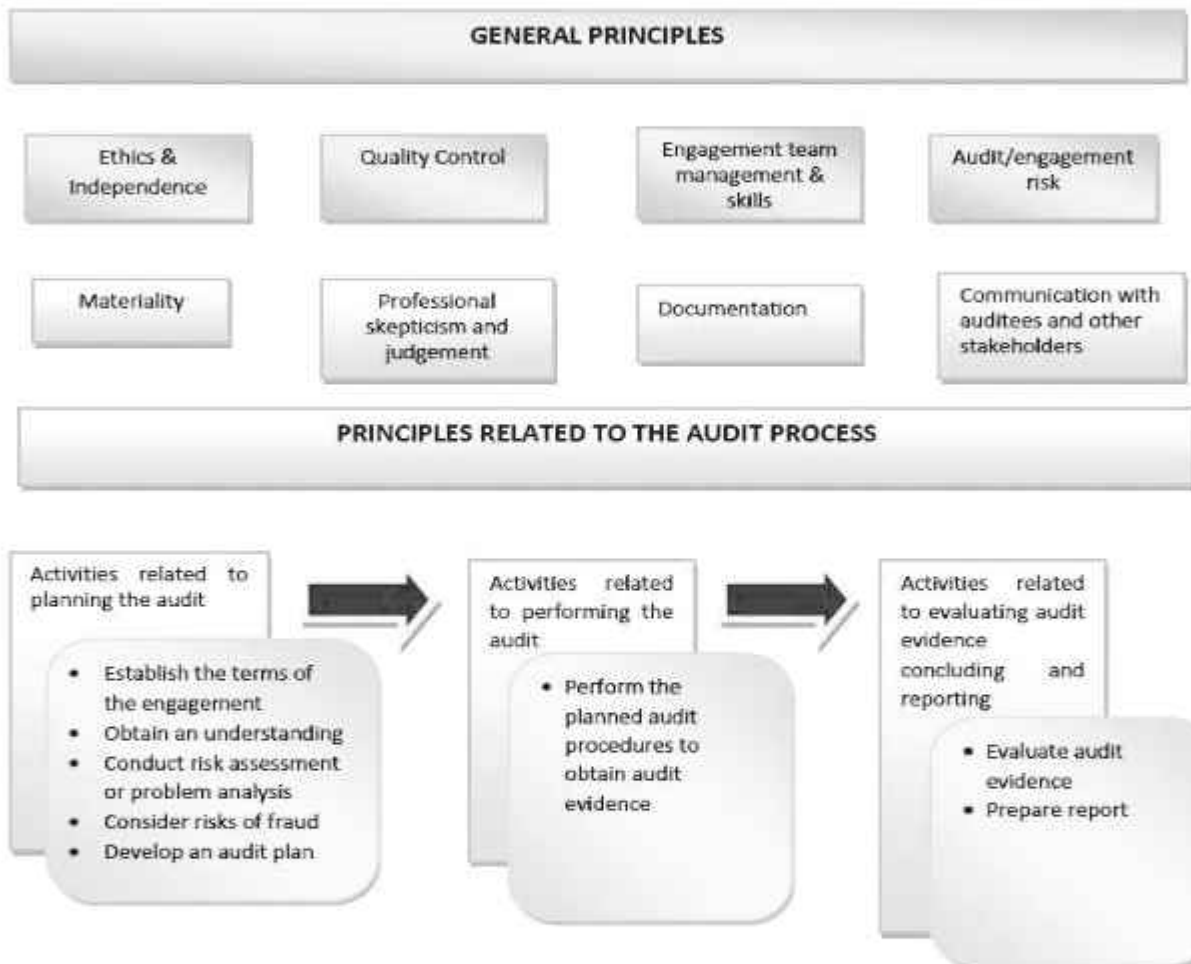 GENERAL PRINCIPLES
Ethics &
Independence
Quality Control
Engagement team
management &
skills
Audit/engagement
risk
Materiality
Professional
skepticism and
judgement
Documentation
Communication with
auditees and other
stakeholders
PRINCIPLES RELATED TO THE AUDIT PROCESS
Activities related to
planning the audit
• Establish the terms of
the engagement
• Obtain an understanding
• Conduct risk assessment
or problem analysis
• Consider risks of fraud
• Develop an audit plan
Activities related
to performing the
audit
• Perform the
planned audit
procedures to
obtain audit
evidence
Activities related
to evaluating audit
evidence
concluding and
reporting
• Evaluate audit
evidence
• Prepare report